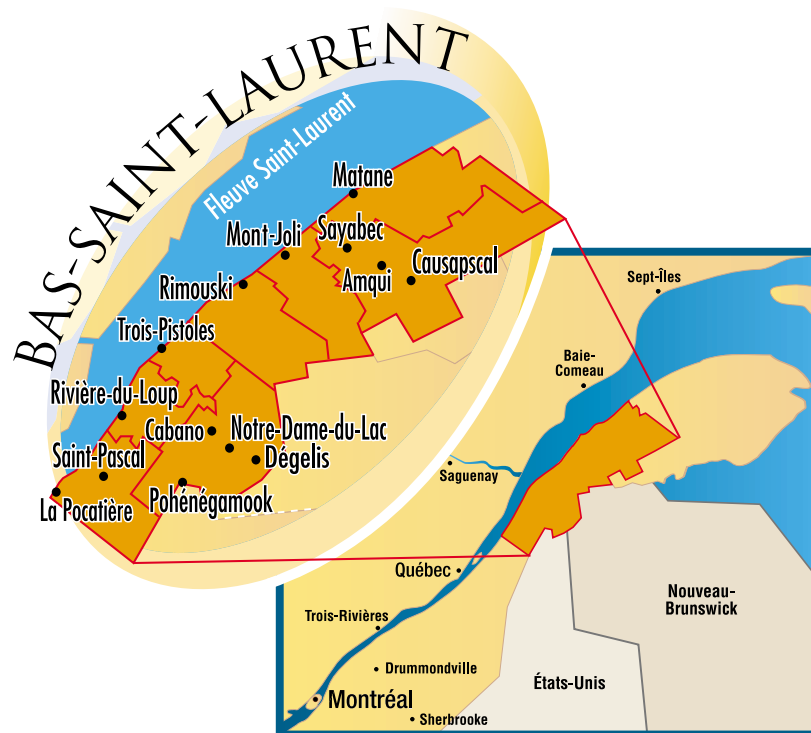 BAS-SAINT-LAURENT
Fleuve Saint-Laurent
Matane
Sayabec
Mont-Joli
Causapscal
Amqui
Rimouski
Trois-Pistoles
Rivière-du-Loup
Cabano
Notre-Dame-du-Lac
Dégelis
Saint-Pascal
Pohénégamook
La Pocatière
Sept-Îles
Baie-
Comeau
Saguenay
Québec
Nouveau-
Brunswick
Trois-Rivières
Drummondville
États-Unis
Montréal
Sherbrooke